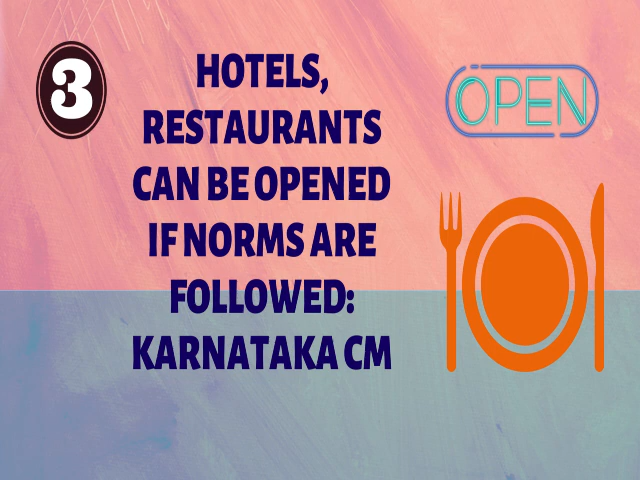 3
HOTELS,
RESTAURANTS
CAN BE OPENED
IF NORMS ARE
FOLLOWED:
KARNATAKA CM
OPEN